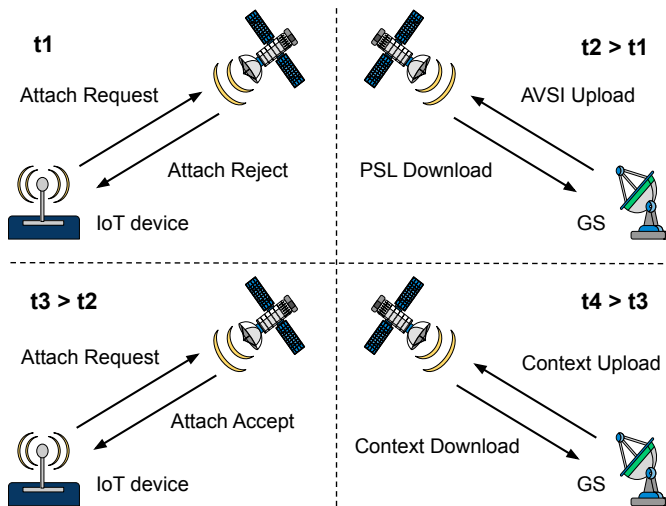 t1
Attach Request
Attach Reject
IoT device
t2 > t1
AVSI Upload
PSL Download
GS
t3 > t2
Attach Request
Attach Accept
IoT device
t4 > t3
Context Upload
Context Download
GS